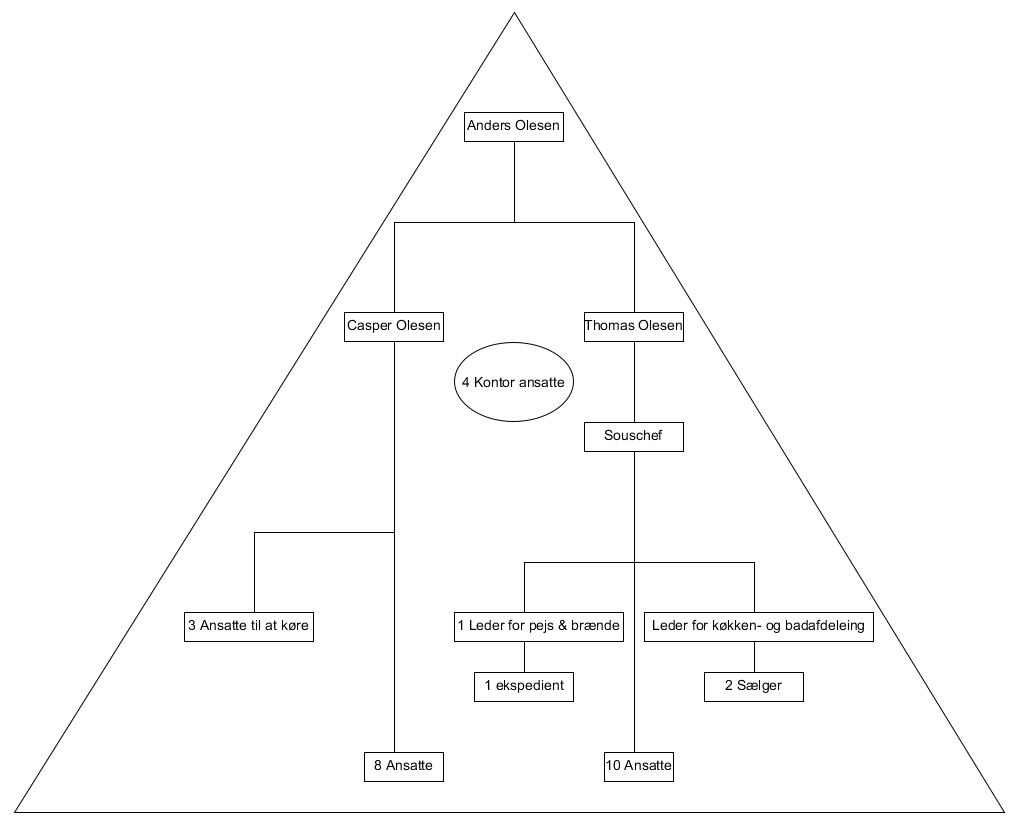 Anders Olesen
Casper Olesen
Thomas Olesen
4 Kontor ansatte
Souschef
3 Ansatte til at køre
1 Leder for pejs & brænde
Leder for køkken- og badafdeleing
1 ekspedient
2 Sælger
8 Ansatte
10 Ansatte